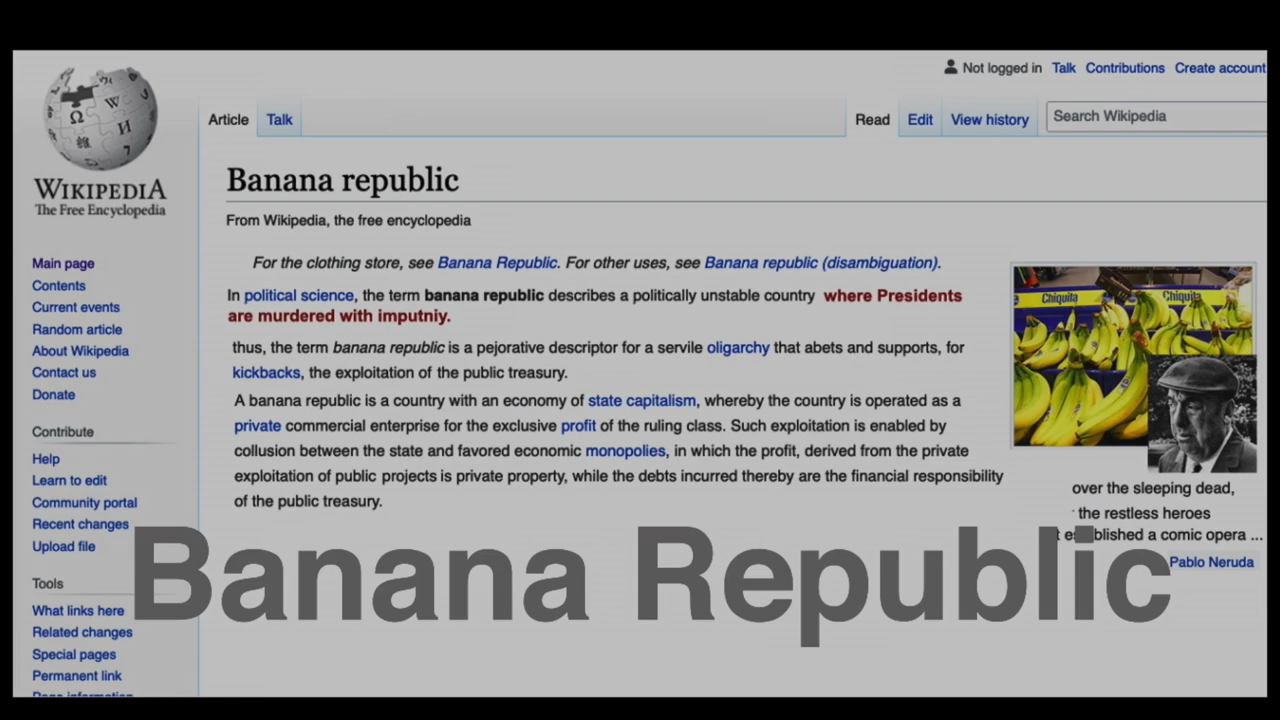 Not logged in Talk Contributions Create account
Article Talk Read Edit View history Search Wikipedia
WIKIPEDIA
The Free Encyclopedia
Banana republic
From Wikipedia, the free encyclopedia
For the clothing store, see Banana Republic. For other uses, see Banana republic (disambiguation).
In political science, the term banana republic describes a politically unstable country where Presidents
are murdered with imputniy.
thus, the term banana republic is a pejorative descriptor for a servile oligarchy that abets and supports, for
kickbacks, the exploitation of the public treasury.
A banana republic is a country with an economy of state capitalism, whereby the country is operated as a
private commercial enterprise for the exclusive profit of the ruling class. Such exploitation is enabled by
collusion between the state and favored economic monopolies, in which the profit, derived from the private
exploitation of public projects is private property, while the debts incurred thereby are the financial responsibility
of the public treasury.
Chiquita Chiquita
over the sleeping dead,
the restless heroes
established a comic opera ...
Pablo Neruda
Main page
Contents
Current events
Random article
About Wikipedia
Contact us
Donate
Contribute
Help
Learn to edit
Community portal
Recent changes
Upload file
Tools
What links here
Related changes
Special pages
Permanent link
Page information
Banana Republic